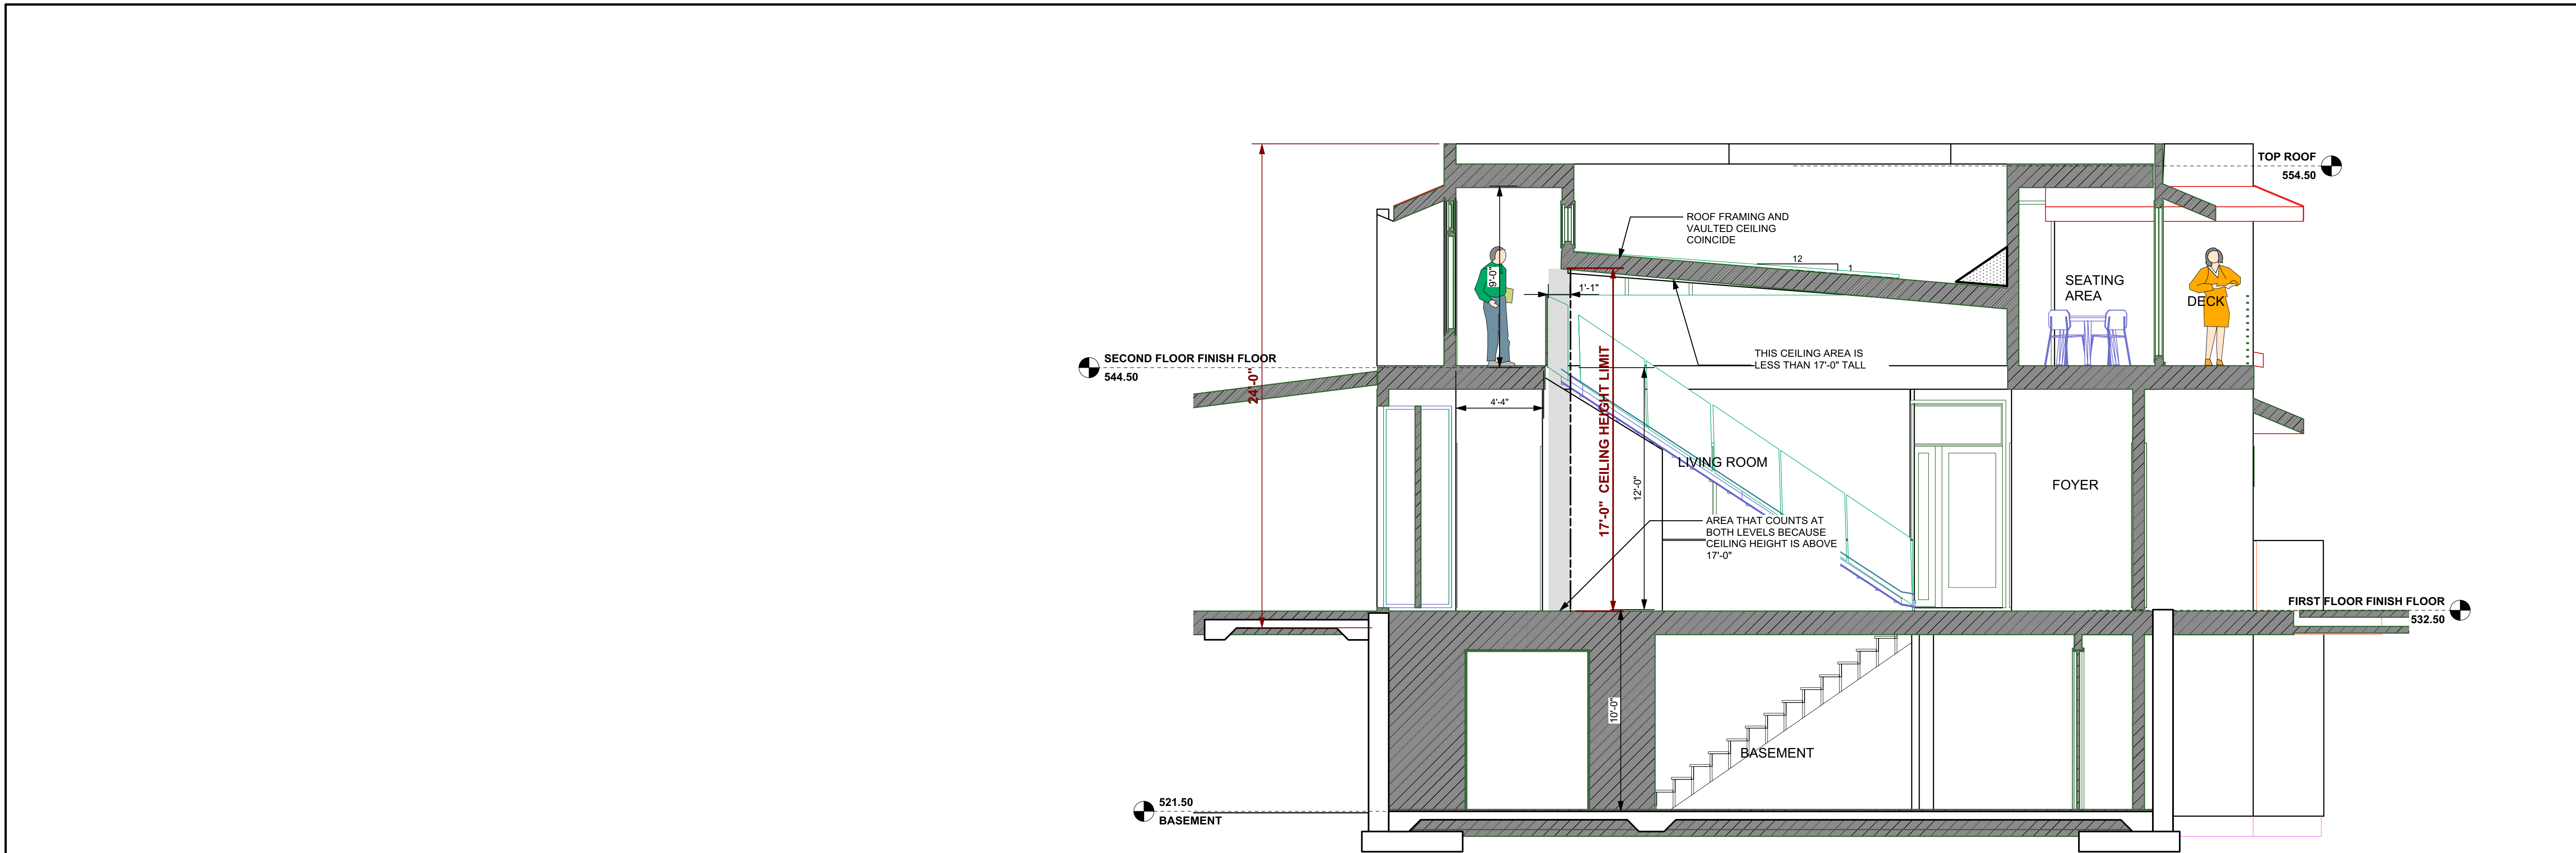 TOP ROOF
554.50
ROOF FRAMING AND
VAULTED CEILING
COINCIDE
12
1
9'-0"
1'-1"
SEATING
AREA
DECK
SECOND FLOOR FINISH FLOOR
544.50
THIS CEILING AREA IS
LESS THAN 17'-0" TALL
24'-0"
4'-4"
17'-0" CEILING HEIGHT LIMIT
LIVING ROOM
12'-0"
FOYER
AREA THAT COUNTS AT
BOTH LEVELS BECAUSE
CEILING HEIGHT IS ABOVE
17'-0"
FIRST FLOOR FINISH FLOOR
532.50
10'-0"
BASEMENT
521.50
BASEMENT